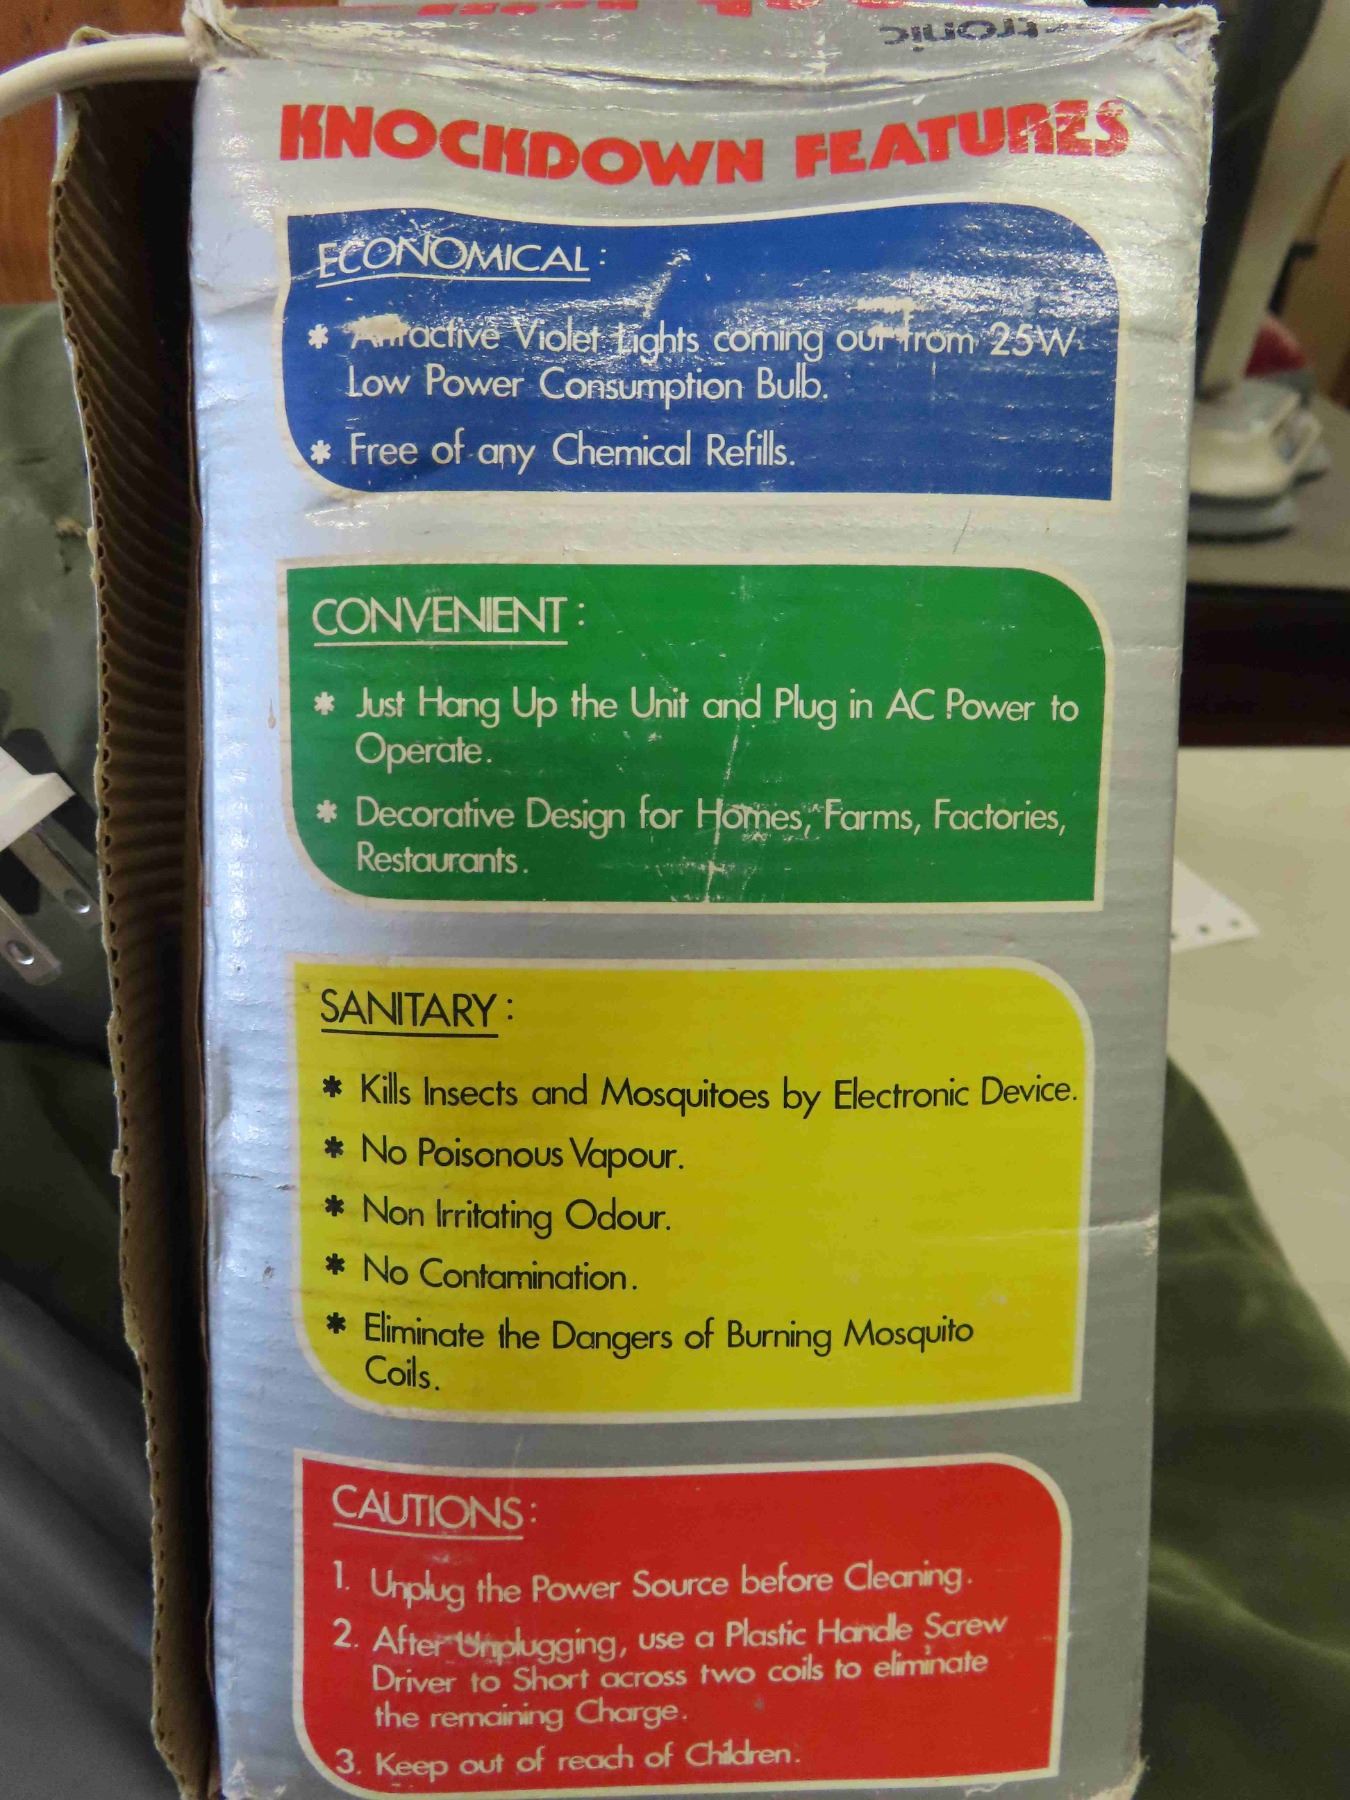 KNOCKDOWN FEATURES
ECONOMICAL:
* Attractive Violet Lights coming out from 25W
Low Power Consumption Bulb.
* Free of any Chemical Refills.
CONVENIENT:
* Just Hang Up the Unit and Plug in AC Power to
Operate.
* Decorative Design for Homes, Farms, Factories,
Restaurants.
SANITARY:
* Kills Insects and Mosquitoes by Electronic Device.
* No Poisonous Vapour.
* Non Irritating Odour.
* No Contamination.
* Eliminate the Dangers of Burning Mosquito
Coils.
CAUTIONS:
1. Unplug the Power Source before Cleaning.
2. After Unplugging, use a Plastic Handle Screw
Driver to Short across two coils to eliminate
the remaining Charge.
3. Keep out of reach of Children.